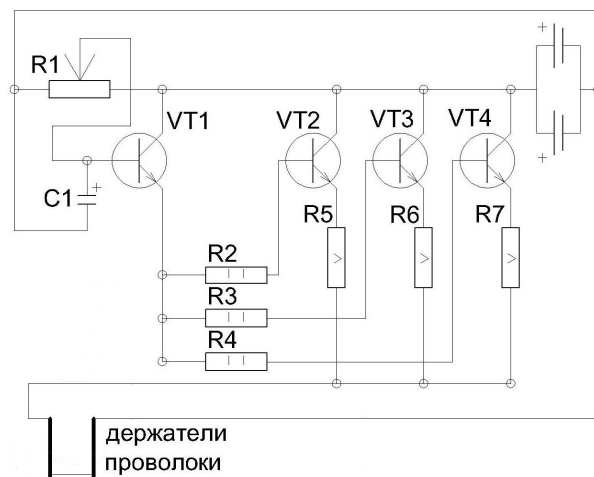 R1
VT1
VT2
VT3
VT4
+
+
C1
+
R5
R6
R7
R2
R3
R4
держатели
проволоки